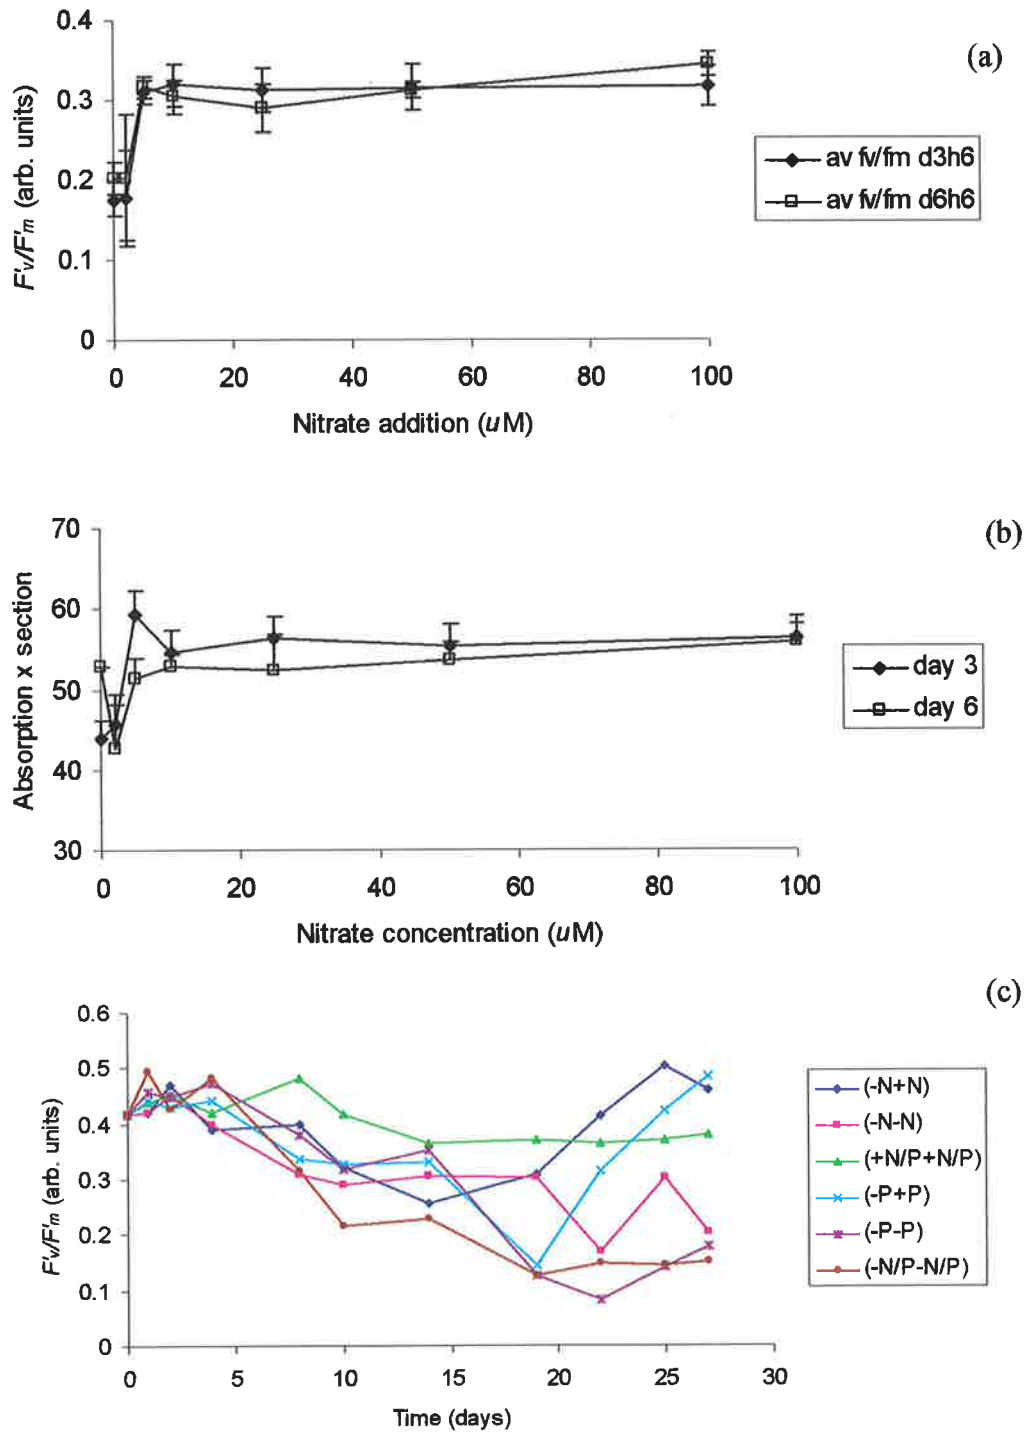 (a)
0.4
0.3
0.2
0.1
0
F'v/F'm (arb. units)
0 20 40 60 80 100
Nitrate addition (uM)
av fv/fm d3h6
av fv/fm d6h6
(b)
70
60
50
40
30
Absorption x section
0 20 40 60 80 100
Nitrate concentration (uM)
day 3
day 6
(c)
0.6
0.5
0.4
0.3
0.2
0.1
0
F'v/F'm (arb. units)
0 5 10 15 20 25 30
Time (days)
(-N+N)
(-N-N)
(+N/P+N/P)
(-P+P)
(-P-P)
(-N/P-N/P)